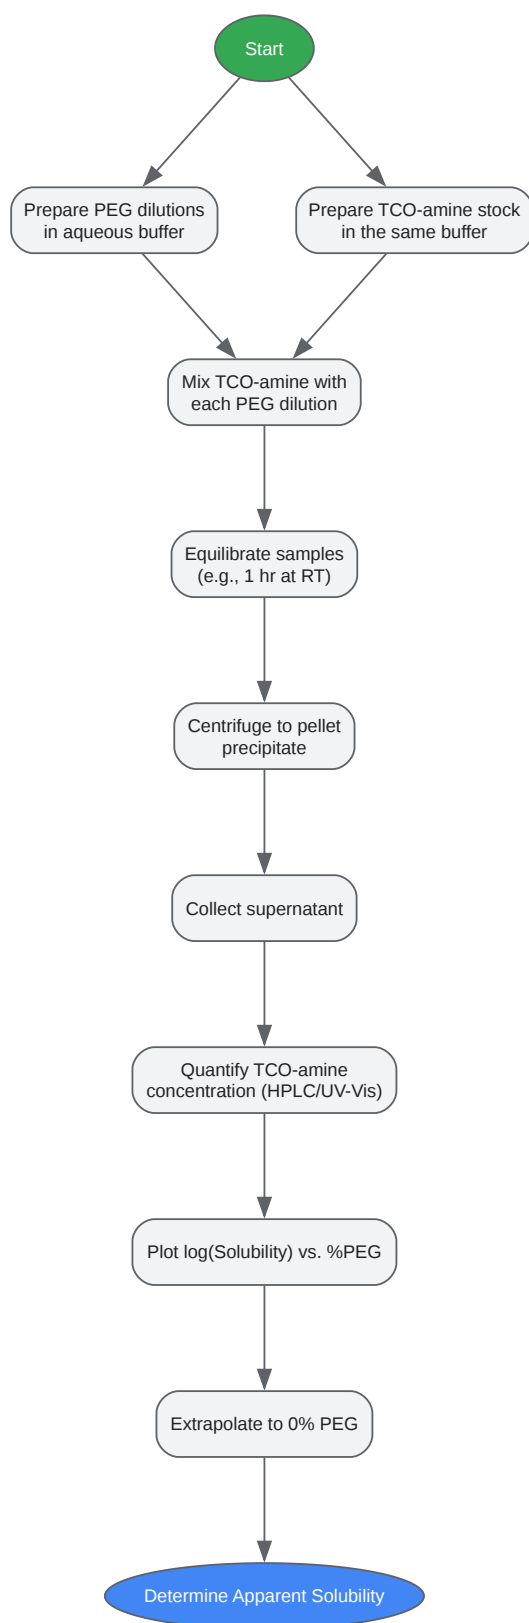 Start
Prepare PEG dilutions
in aqueous buffer
Prepare TCO-amine stock
in the same buffer
Mix TCO-amine with
each PEG dilution
Equilibrate samples
(e.g., 1 hr at RT)
Centrifuge to pellet
precipitate
Collect supernatant
Quantify TCO-amine
concentration (HPLC/UV-Vis)
Plot log(Solubility) vs. %PEG
Extrapolate to 0% PEG
Determine Apparent Solubility